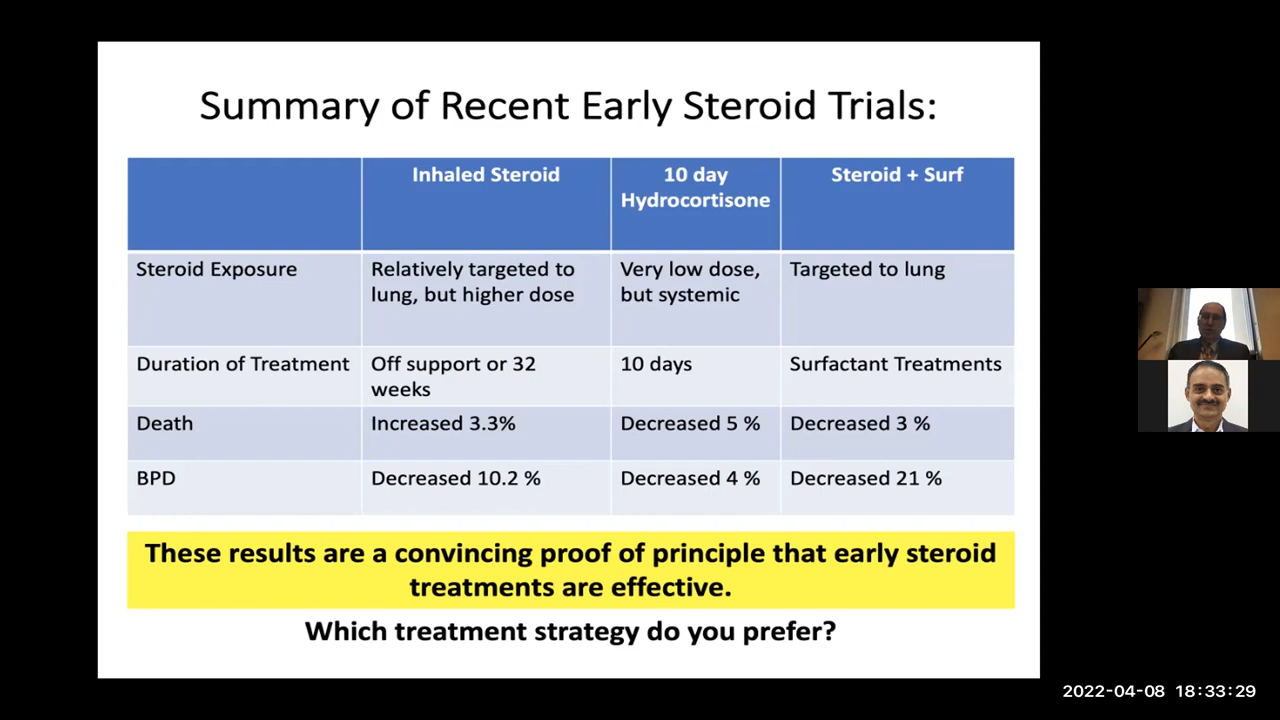 Summary of Recent Early Steroid Trials:
Inhaled Steroid
10 day
Hydrocortisone
Steroid + Surf
Steroid Exposure
Relatively targeted to
lung, but higher dose
Very low dose,
but systemic
Targeted to lung
Duration of Treatment
Off support or 32
weeks
10 days
Surfactant Treatments
Death
Increased 3.3%
Decreased 5 %
Decreased 3 %
BPD
Decreased 10.2 %
Decreased 4 %
Decreased 21 %
These results are a convincing proof of principle that early steroid
treatments are effective.
Which treatment strategy do you prefer?
2022-04-08 18:33:29